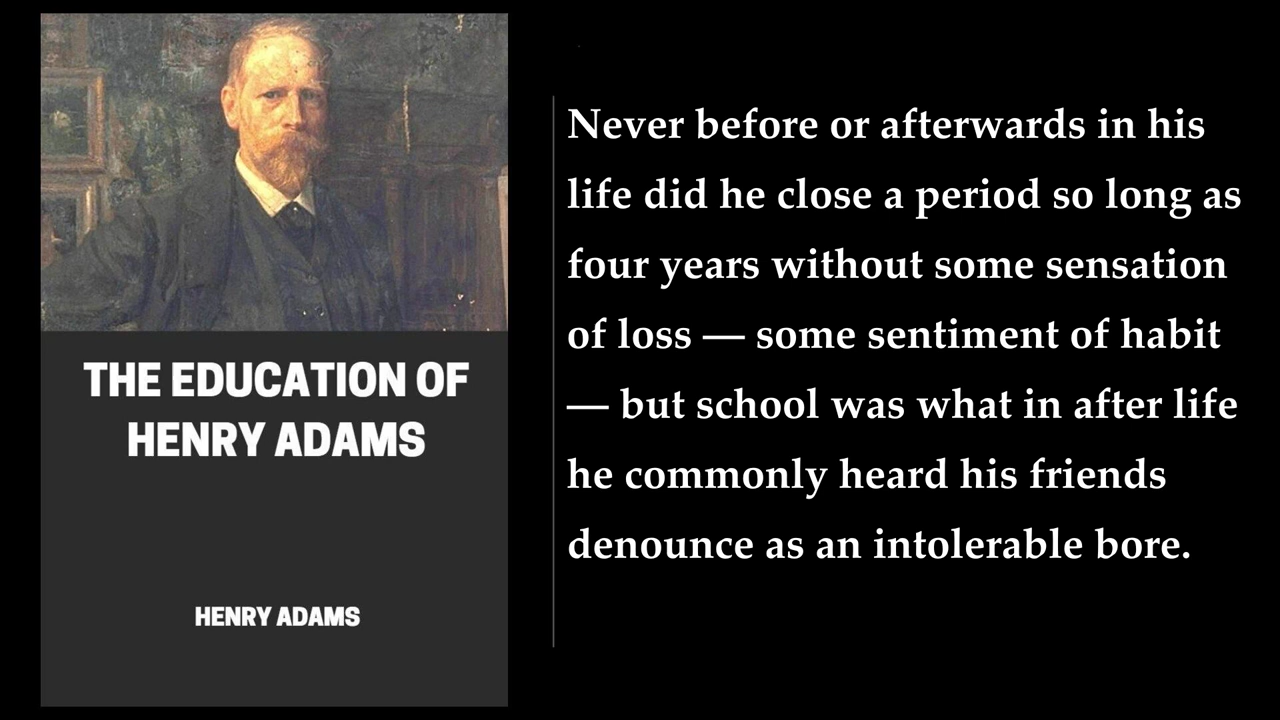 THE EDUCATION OF
HENRY ADAMS
HENRY ADAMS
Never before or afterwards in his
life did he close a period so long as
four years without some sensation
of loss — some sentiment of habit
— but school was what in after life
he commonly heard his friends
denounce as an intolerable bore.